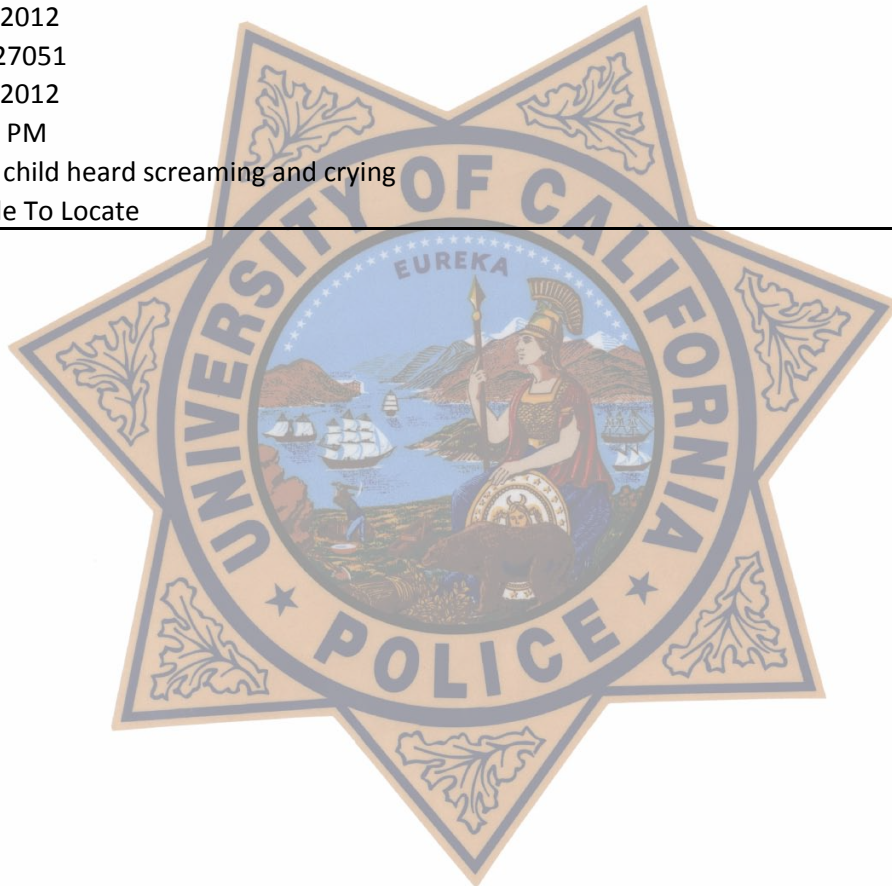 2012
27051
2012
PM
child heard screaming and crying
le To Locate
UNIVERSITY OF CALIFORNIA
EUREKA
POLICE